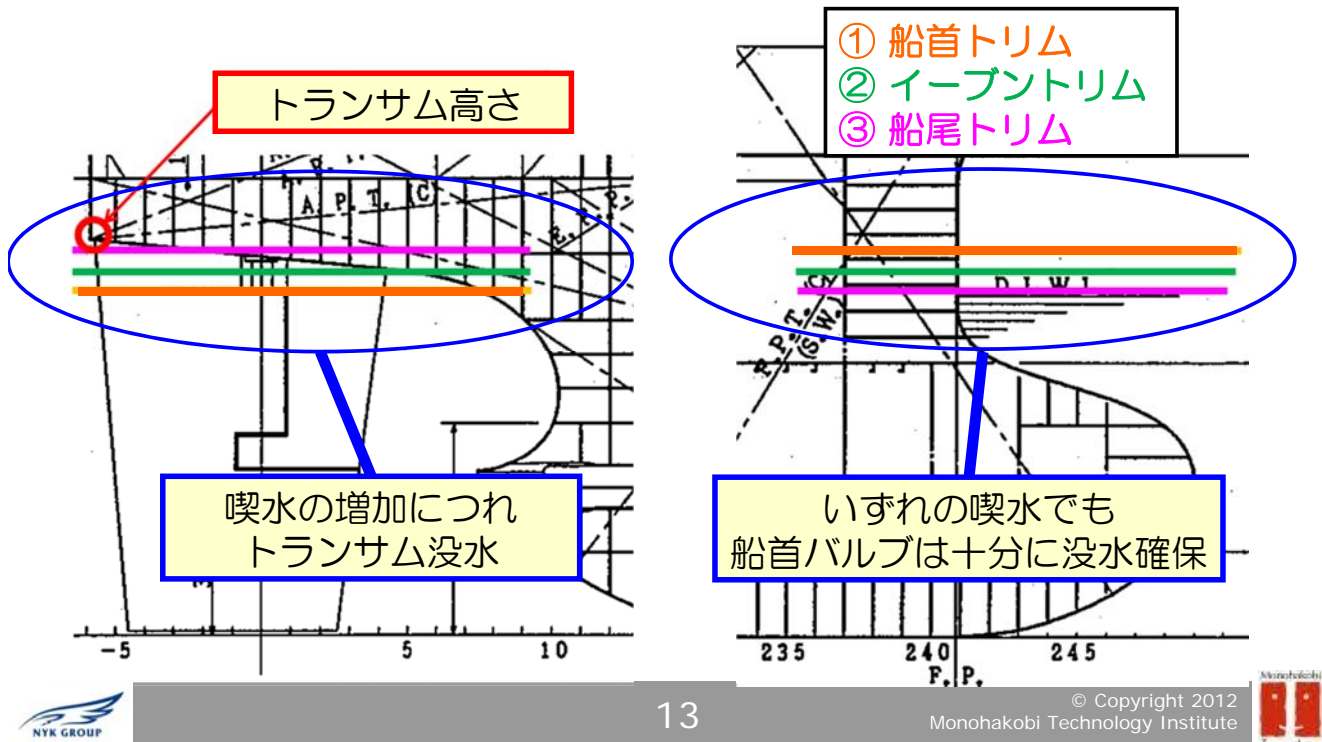 ① 船首トリム
② イーブントリム
③ 船尾トリム
トランサム高さ
A. P. T. (C)
D L W L
F. P. T.
(S. W.)
喫水の増加につれ
トランサム没水
いずれの喫水でも
船首バルブは十分に没水確保
-5 5 10
235 240 245
F. P.
NYK GROUP
13
© Copyright 2012
Monohakobi Technology Institute
Monohakobi